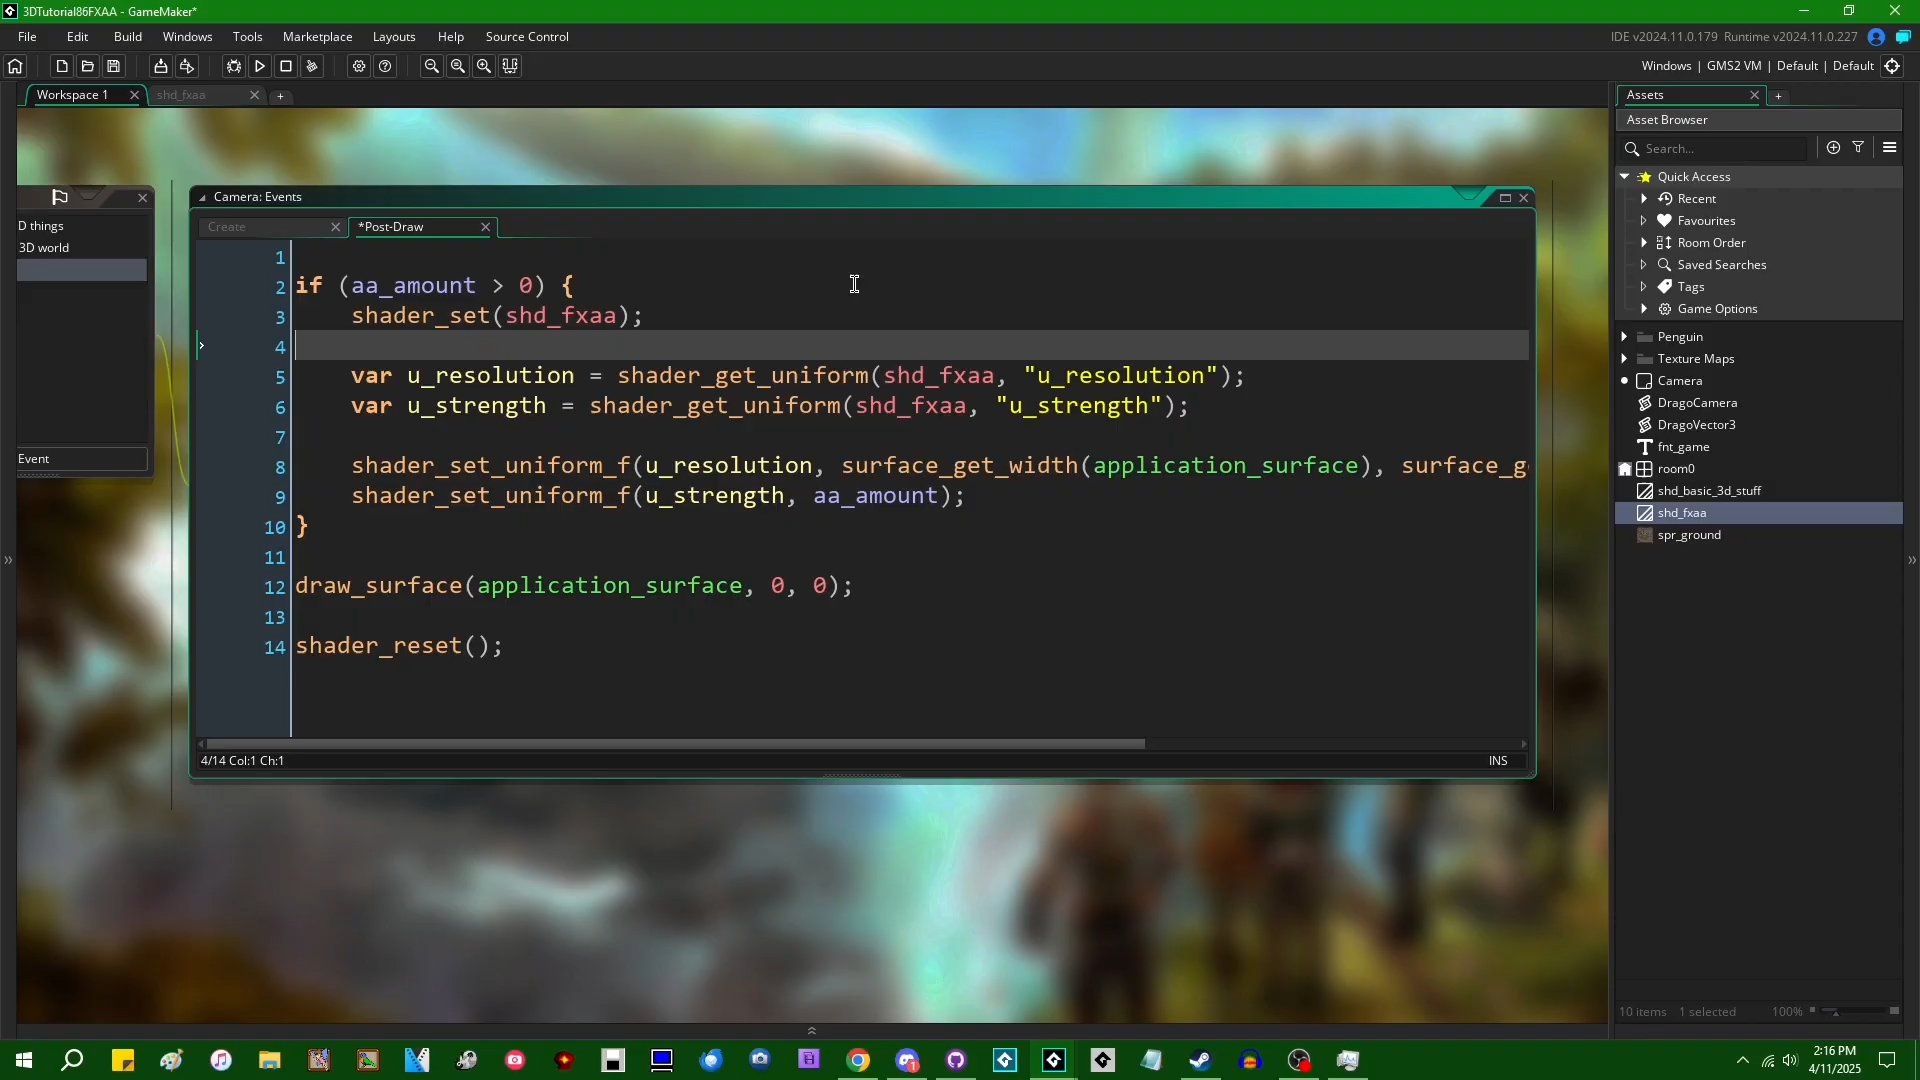 3DTutorial86FXAA - GameMaker*
File Edit Build Windows Tools Marketplace Layouts Help Source Control
IDE v2024.11.0.179 Runtime v2024.11.0.227
Windows | GMS2 VM | Default | Default
Workspace 1
shd_fxaa
Assets
Asset Browser
Search...
Quick Access
Recent
Favourites
Room Order
Saved Searches
Tags
Game Options
Penguin
Texture Maps
Camera
DragoCamera
DragoVector3
fnt_game
room0
shd_basic_3d_stuff
shd_fxaa
spr_ground
10 items 1 selected 100%
D things
3D world
Event
Camera: Events
Create
*Post-Draw
1
2 if (aa_amount > 0) {
3 shader_set(shd_fxaa);
4
5 var u_resolution = shader_get_uniform(shd_fxaa, "u_resolution");
6 var u_strength = shader_get_uniform(shd_fxaa, "u_strength");
7
8 shader_set_uniform_f(u_resolution, surface_get_width(application_surface), surface_g
9 shader_set_uniform_f(u_strength, aa_amount);
10 }
11
12 draw_surface(application_surface, 0, 0);
13
14 shader_reset();
4/14 Col:1 Ch:1
INS
2:16 PM
4/11/2025